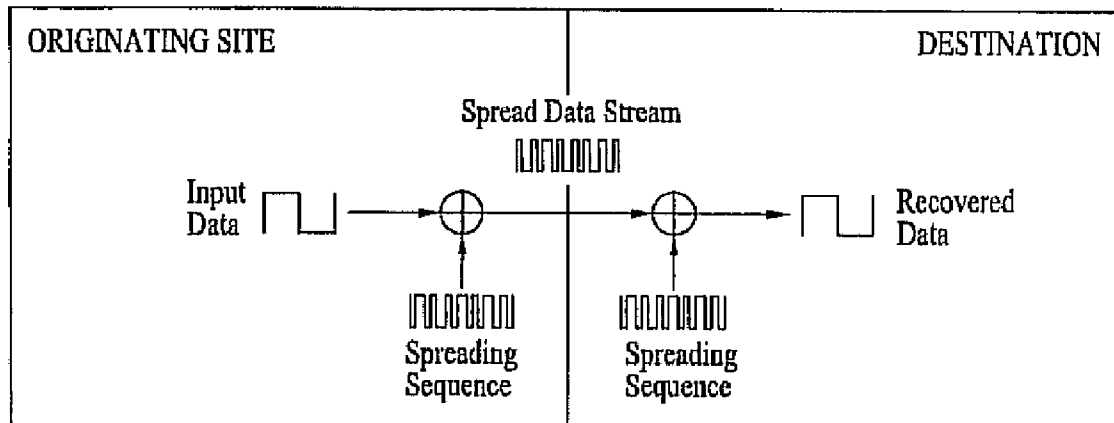 ORIGINATING SITE
DESTINATION
Spread Data Stream
Input
Data
Recovered
Data
Spreading
Sequence
Spreading
Sequence